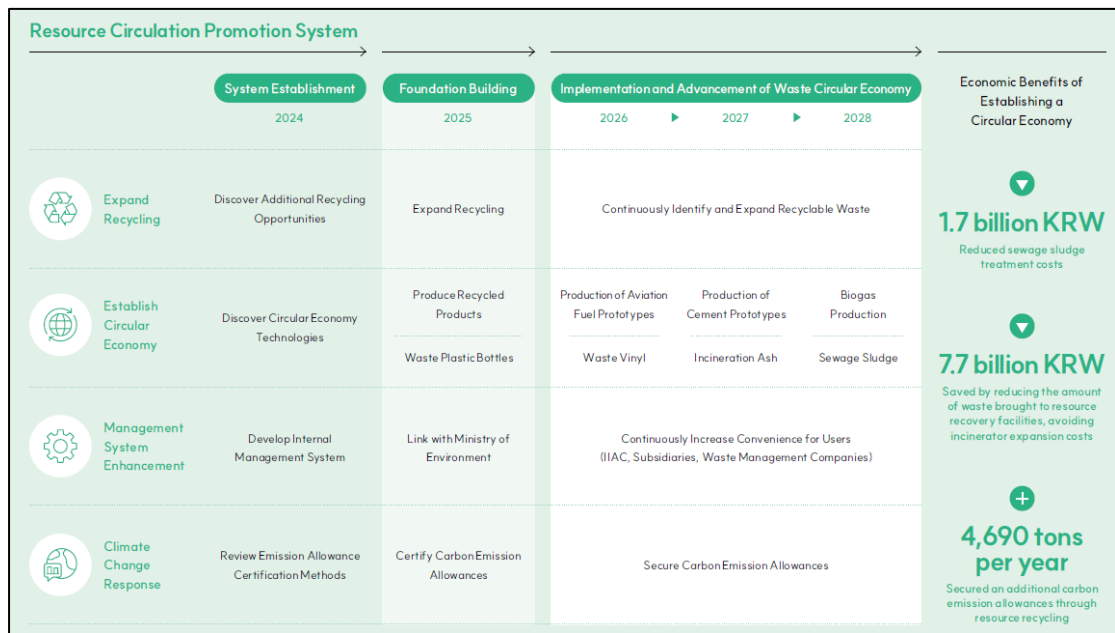 Resource Circulation Promotion System
System Establishment
2024
Foundation Building
2025
Implementation and Advancement of Waste Circular Economy
2026
2027
2028
Economic Benefits of
Establishing a
Circular Economy
Expand
Recycling
Discover Additional Recycling
Opportunities
Expand Recycling
Continuously Identify and Expand Recyclable Waste
1.7 billion KRW
Reduced sewage sludge
treatment costs
Establish
Circular
Economy
Discover Circular Economy
Technologies
Produce Recycled
Products
Waste Plastic Bottles
Production of Aviation
Fuel Prototypes
Waste Vinyl
Production of
Cement Prototypes
Incineration Ash
Biogas
Production
Sewage Sludge
7.7 billion KRW
Saved by reducing the amount
of waste brought to resource
recovery facilities, avoiding
incinerator expansion costs
Management
System
Enhancement
Develop Internal
Management System
Link with Ministry of
Environment
Continuously Increase Convenience for Users
(IIAC, Subsidiaries, Waste Management Companies)
Climate
Change
Response
Review Emission Allowance
Certification Methods
Certify Carbon Emission
Allowances
Secure Carbon Emission Allowances
4,690 tons
per year
Secured an additional carbon
emission allowances through
resource recycling